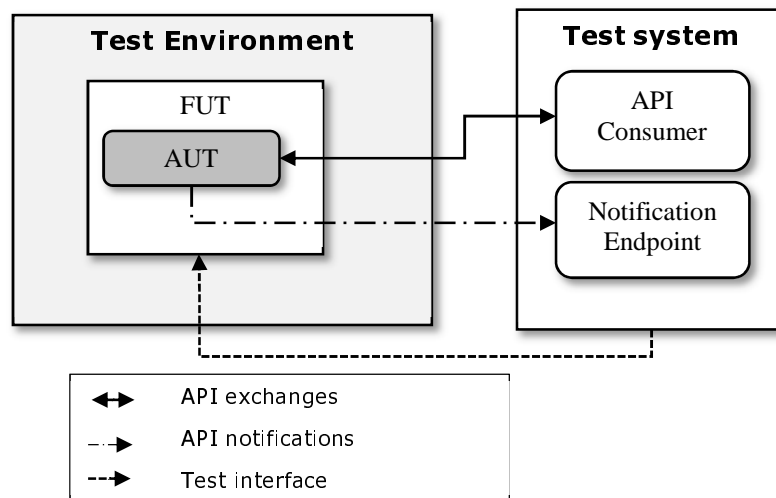 Test Environment
Test system
FUT
AUT
API
Consumer
Notification
Endpoint
API exchanges
API notifications
Test interface